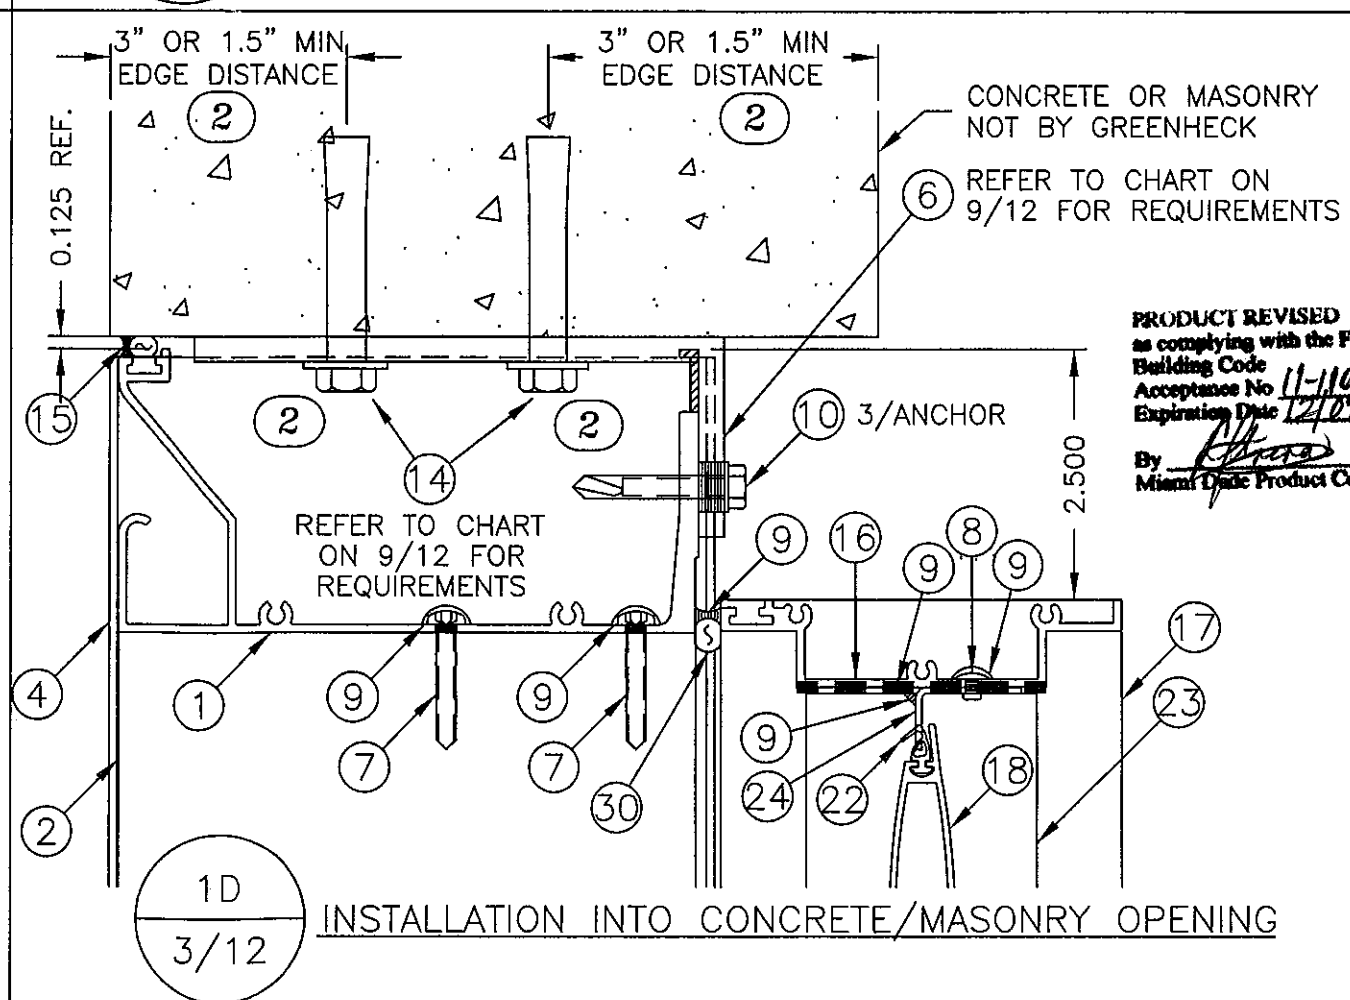 3" OR 1.5" MIN
EDGE DISTANCE
2
3" OR 1.5" MIN
EDGE DISTANCE
2
CONCRETE OR MASONRY
NOT BY GREENHECK
0.125 REF.
6
REFER TO CHART ON
9/12 FOR REQUIREMENTS
PRODUCT REVISED
as complying with the
Building Code
Acceptance No 11-110
Expiration Date
By
Miami Dade Product
15
2
2
10 3/ANCHOR
14
2.500
REFER TO CHART
ON 9/12 FOR
REQUIREMENTS
9
16
9
8
9
17
4
1
9
9
23
7
7
30
9
24
22
18
2
1D
3/12
INSTALLATION INTO CONCRETE/MASONRY OPENING